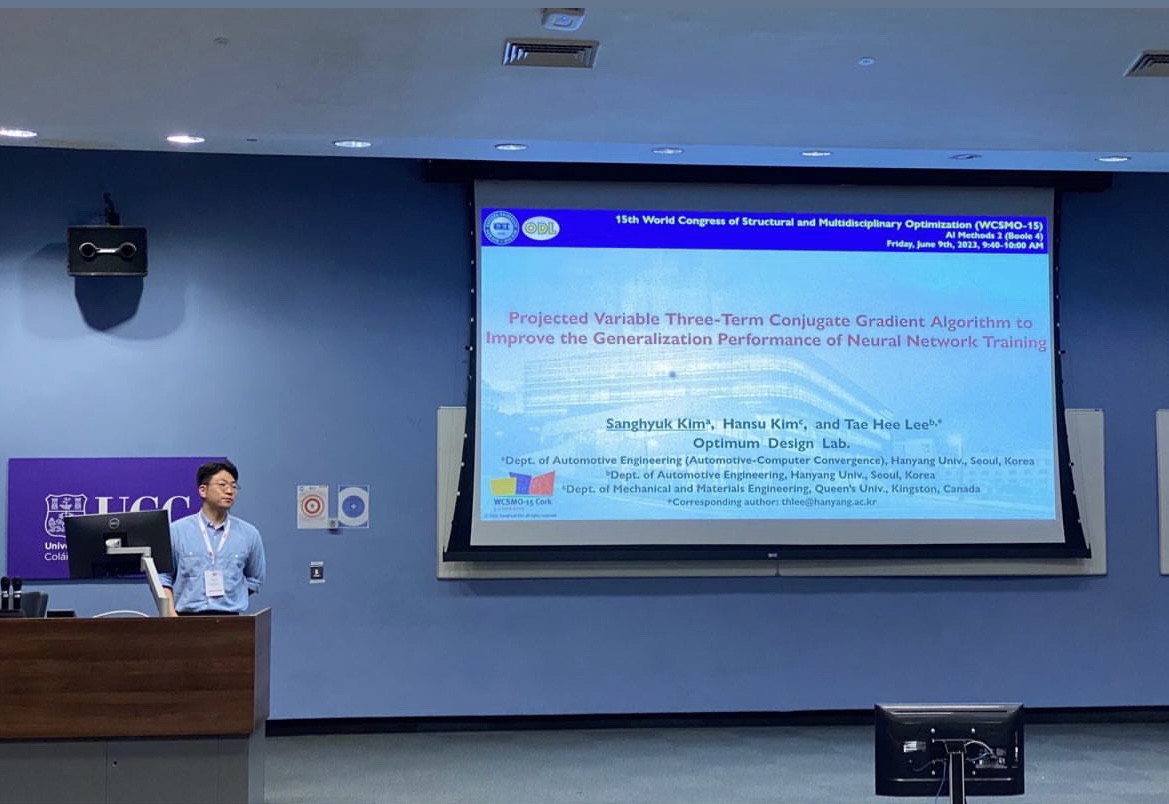 ODL
15th World Congress of Structural and Multidisciplinary Optimization (WCSMO-15)
AI Methods 2 (Boole 4)
Friday, June 9th, 2023, 9:40-10:00 AM
Projected Variable Three-Term Conjugate Gradient Algorithm to
Improve the Generalization Performance of Neural Network Training
Sanghyuk Kimᵃ, Hansu Kimᶜ, and Tae Hee Leeᵇ,*
Optimum Design Lab.
ᵃDept. of Automotive Engineering (Automotive-Computer Convergence), Hanyang Univ., Seoul, Korea
ᵇDept. of Automotive Engineering, Hanyang Univ., Seoul, Korea
ᶜDept. of Mechanical and Materials Engineering, Queen's Univ., Kingston, Canada
*Corresponding author: thlee@hanyang.ac.kr
WCSMO-15 Cork
UCC
DELL